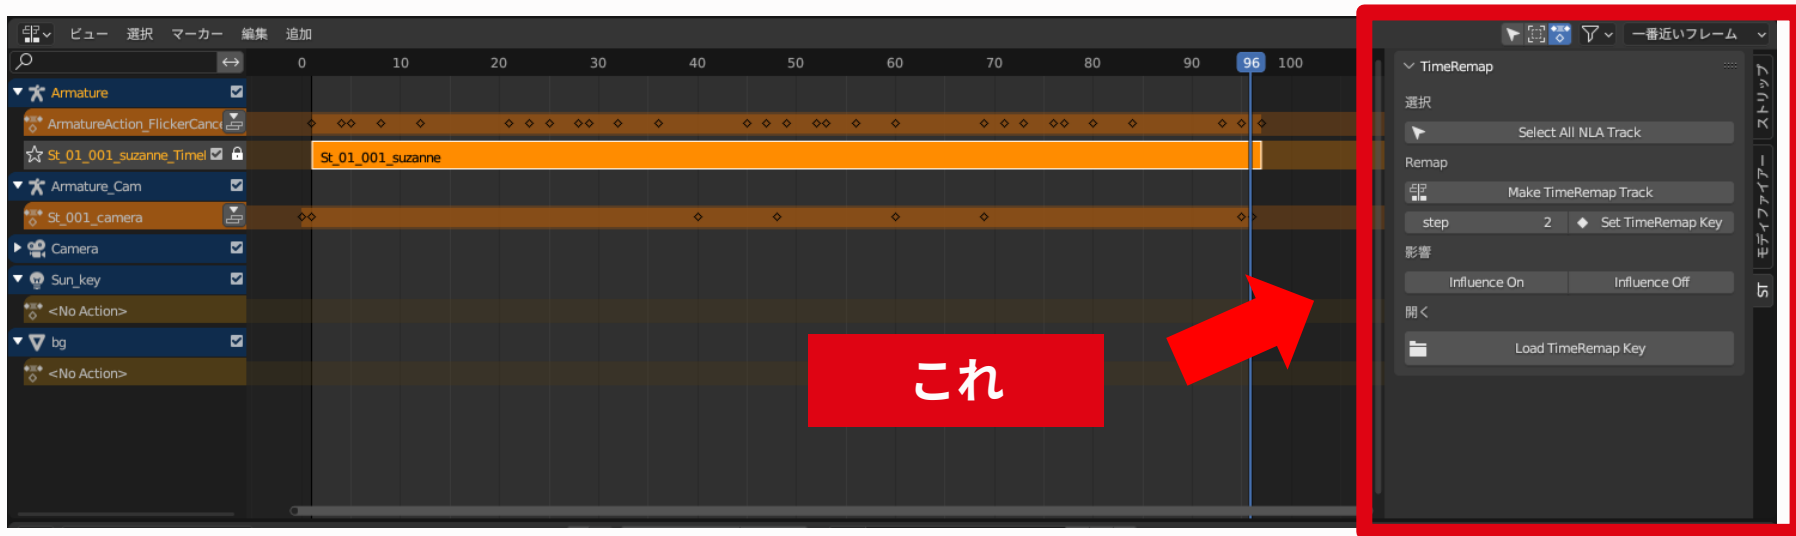 ビュー 選択 マーカー 編集 追加 一番近いフレーム
0 10 20 30 40 50 60 70 80 90 96 100
Armature
ArmatureAction_FlickerCance
St_01_001_suzanne_TimeI
St_01_001_suzanne
Armature_Cam
St_001_camera
Camera
Sun_key
<No Action>
bg
<No Action>
これ
TimeRemap
選択
Select All NLA Track
Remap
Make TimeRemap Track
step 2 Set TimeRemap Key
影響
Influence On Influence Off
開く
Load TimeRemap Key
ストリップ
モディファイアー
ST